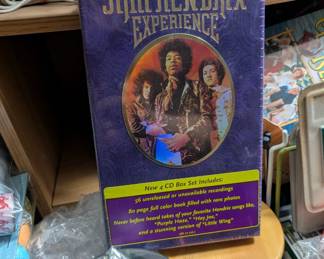 EXPERIENCE
New 4 CD Box Set Includes:
56 unreleased or unavailable recordings
80 page full color book filled with rare photos
Never before heard takes of your favorite Hendrix songs like,
"Purple Haze," "Hey Joe,"
and a stunning version of "Little Wing"